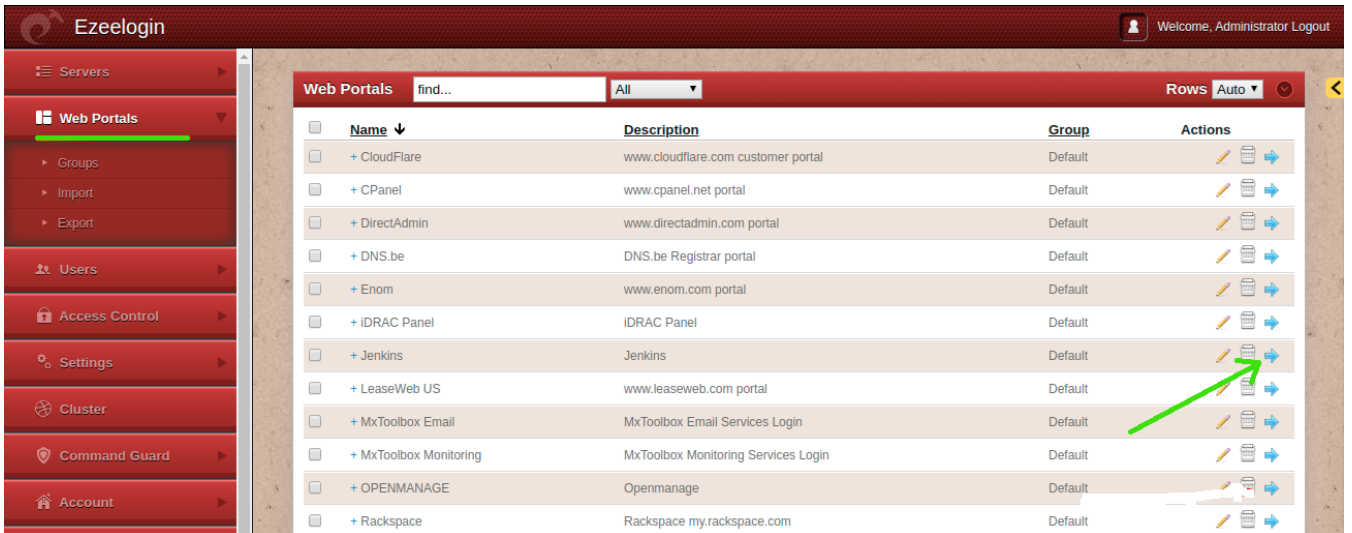 Ezeelogin
Welcome, Administrator Logout
Servers
Web Portals
Groups
Import
Export
Users
Access Control
Settings
Cluster
Command Guard
Account
Web Portals find... All Rows Auto
Name Description Group Actions
+ CloudFlare www.cloudflare.com customer portal Default
+ CPanel www.cpanel.net portal Default
+ DirectAdmin www.directadmin.com portal Default
+ DNS.be DNS.be Registrar portal Default
+ Enom www.enom.com portal Default
+ iDRAC Panel iDRAC Panel Default
+ Jenkins Jenkins Default
+ LeaseWeb US www.leaseweb.com portal Default
+ MxToolbox Email MxToolbox Email Services Login Default
+ MxToolbox Monitoring MxToolbox Monitoring Services Login Default
+ OPENMANAGE Openmanage Default
+ Rackspace Rackspace my.rackspace.com Default